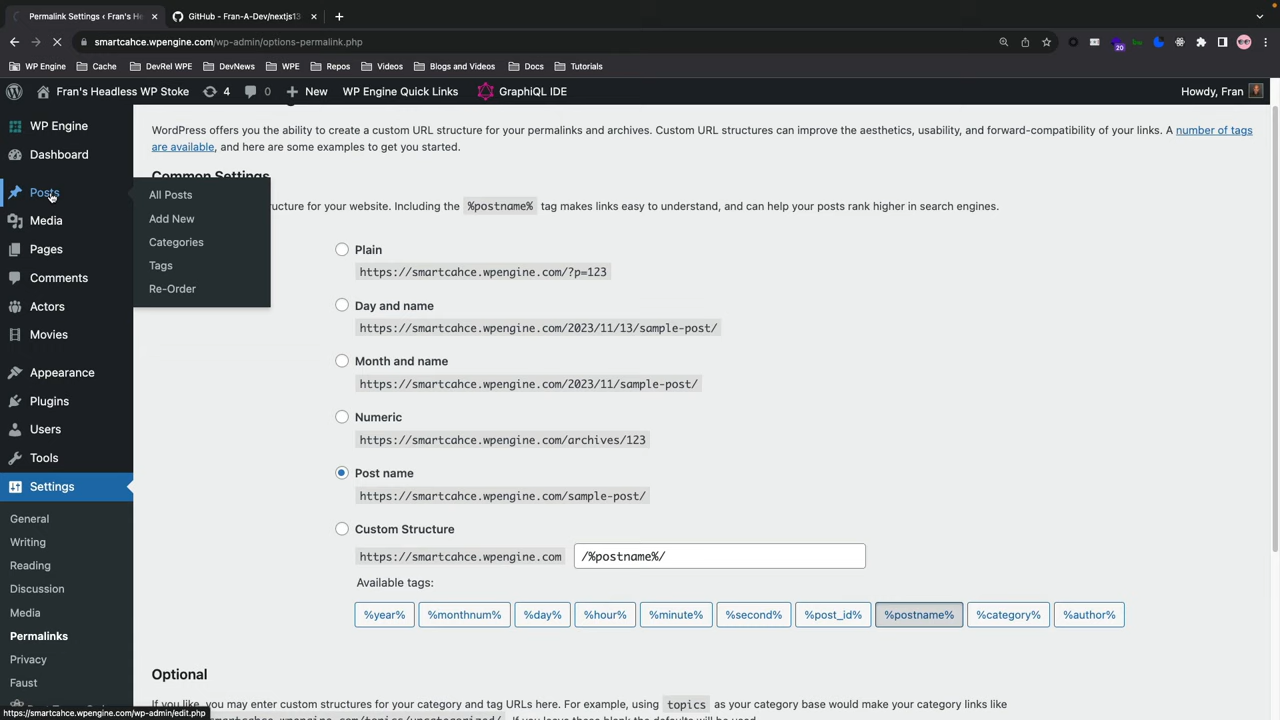 Permalink Settings ‹ Fran's H
GitHub - Fran-A-Dev/nextjs13
smartcahce.wpengine.com/wp-admin/options-permalink.php
20
WP Engine
Cache
DevRel WPE
DevNews
WPE
Repos
Videos
Blogs and Videos
Docs
Tutorials
Fran's Headless WP Stoke
4
0
New
WP Engine Quick Links
GraphiQL IDE
Howdy, Fran
WP Engine
Dashboard
Posts
Media
Pages
Comments
Actors
Movies
Appearance
Plugins
Users
Tools
Settings
General
Writing
Reading
Discussion
Media
Permalinks
Privacy
Faust
All Posts
Add New
Categories
Tags
Re-Order
WordPress offers you the ability to create a custom URL structure for your permalinks and archives. Custom URL structures can improve the aesthetics, usability, and forward-compatibility of your links. A number of tags
are available, and here are some examples to get you started.
Common Settings
ructure for your website. Including the %postname% tag makes links easy to understand, and can help your posts rank higher in search engines.
Plain
https://smartcahce.wpengine.com/?p=123
Day and name
https://smartcahce.wpengine.com/2023/11/13/sample-post/
Month and name
https://smartcahce.wpengine.com/2023/11/sample-post/
Numeric
https://smartcahce.wpengine.com/archives/123
Post name
https://smartcahce.wpengine.com/sample-post/
Custom Structure
https://smartcahce.wpengine.com /%postname%/
Available tags:
%year% %monthnum% %day% %hour% %minute% %second% %post_id% %postname% %category% %author%
Optional
If you like, you may enter custom structures for your category and tag URLs here. For example, using topics as your category base would make your category links like
https://smartcahce.wpengine.com/wp-admin/edit.php